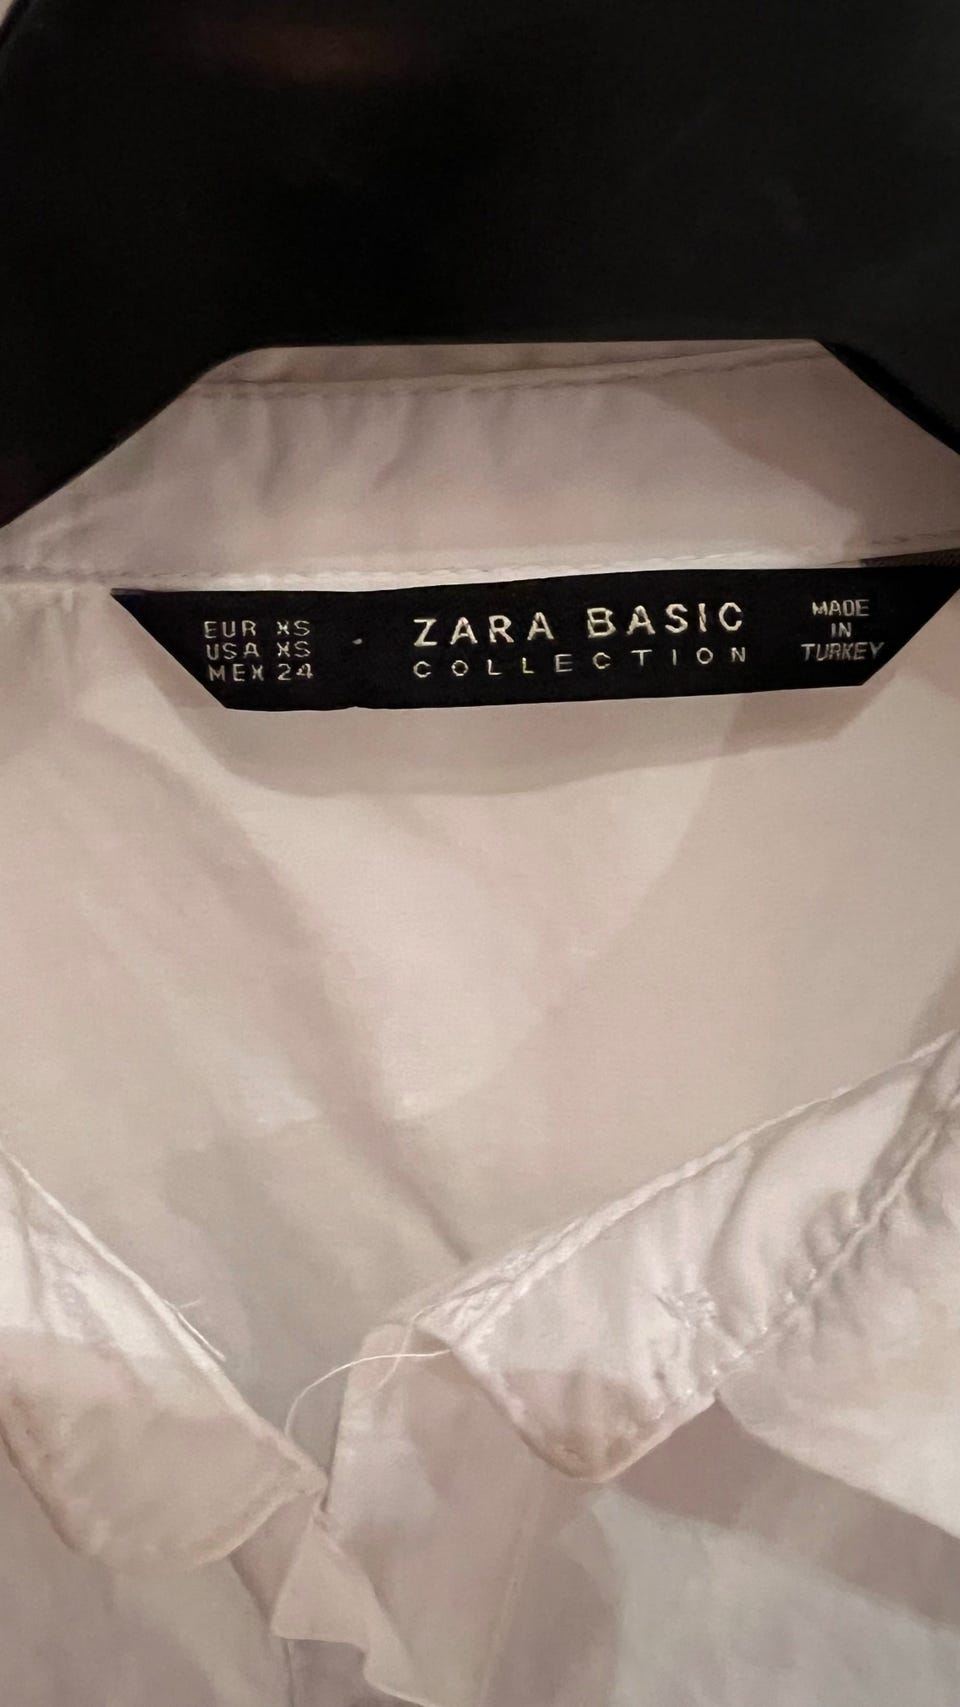 EUR XS
USA XS
MEX 24
ZARA BASIC
COLLECTION
MADE
IN
TURKEY